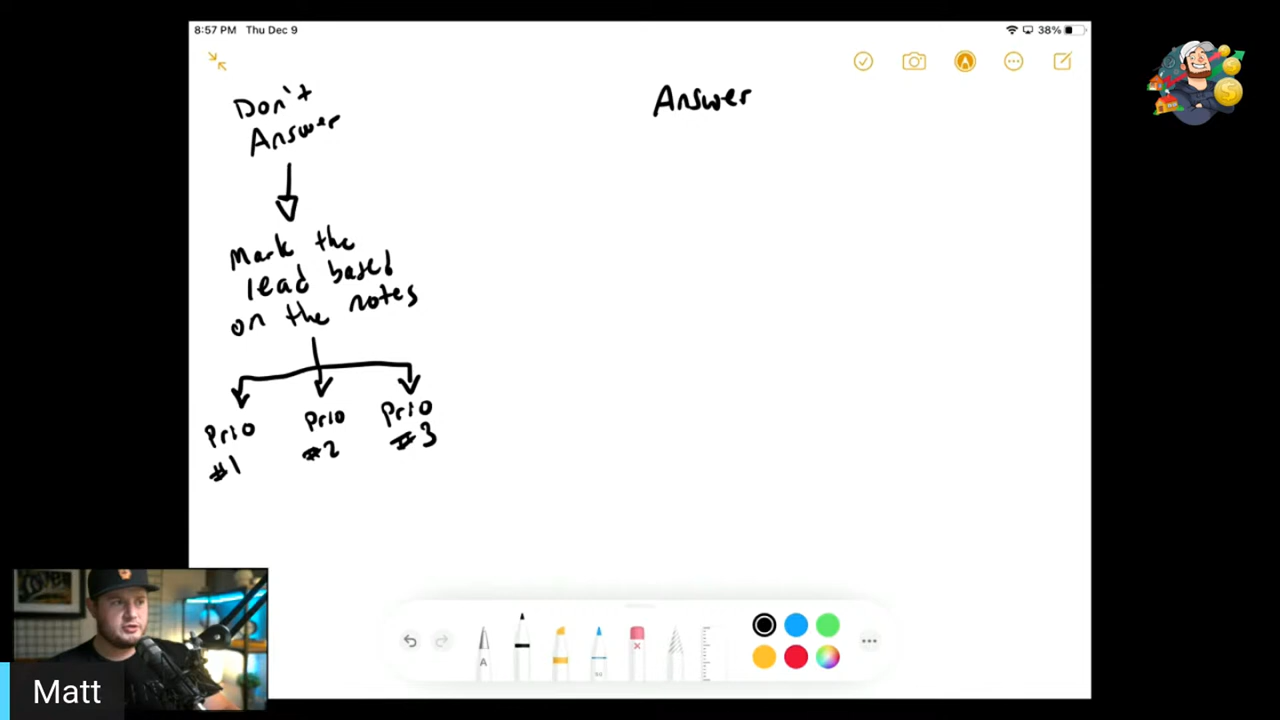 8:57 PM Thu Dec 9
38%
Don't
Answer
Answer
Mark the
lead based
on the notes
Prio
#1
Prio
#2
Prio
#3
A
Matt